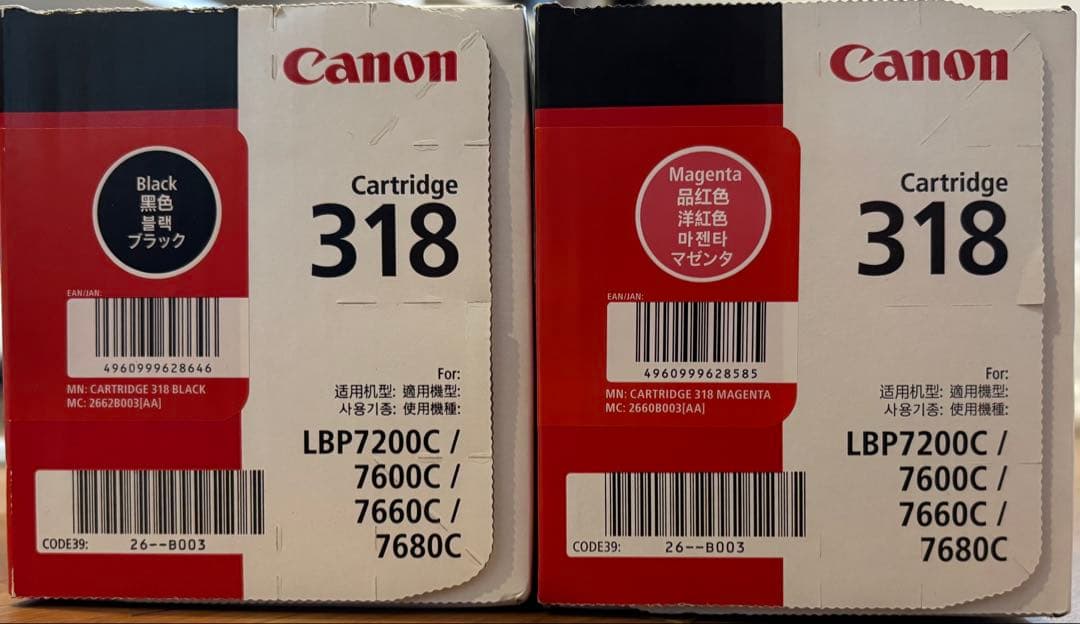 Canon
Cartridge
318
Black
黑色
블랙
ブラック
EAN/JAN:
4960999628646
MN: CARTRIDGE 318 BLACK
MC: 2662B003[AA]
For:
适用机型: 適用機型:
사용기종: 使用機種:
LBP7200C /
7600C /
7660C /
7680C
CODE39:
26--B003
Canon
Cartridge
318
Magenta
品红色
洋紅色
마젠타
マゼンタ
EAN/JAN:
4960999628585
MN: CARTRIDGE 318 MAGENTA
MC: 2660B003[AA]
For:
适用机型: 適用機型:
사용기종: 使用機種:
LBP7200C /
7600C /
7660C /
7680C
CODE39:
26--B003